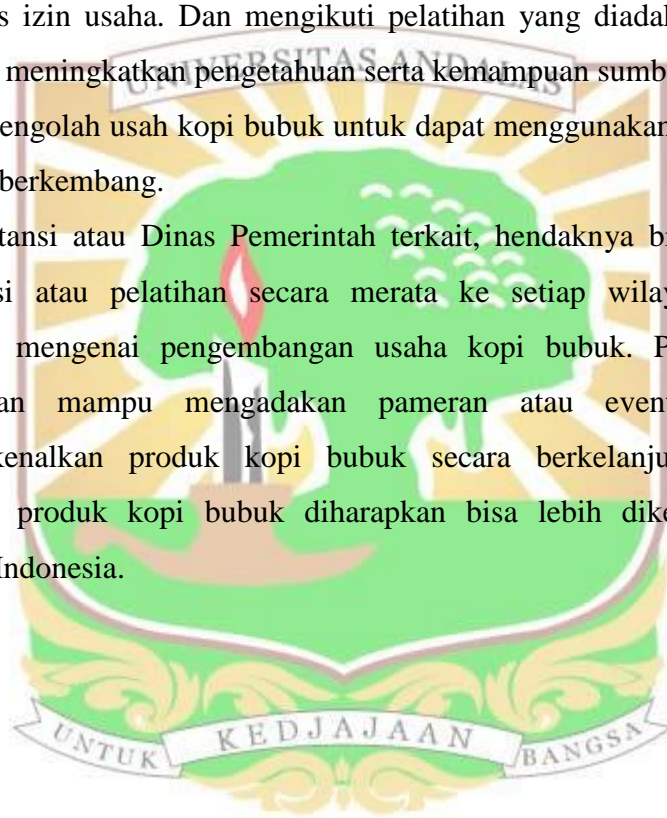 s izin usaha. Dan mengikuti pelatihan yang diadal
UNIVERSITAS ANDALAS
meningkatkan pengetahuan serta kemampuan sumb
engolah usah kopi bubuk untuk dapat menggunakan
berkembang.
tansi atau Dinas Pemerintah terkait, hendaknya bi
si atau pelatihan secara merata ke setiap wilay
mengenai pengembangan usaha kopi bubuk. P
an mampu mengadakan pameran atau event
kenalkan produk kopi bubuk secara berkelanju
produk kopi bubuk diharapkan bisa lebih dike
Indonesia.
UNTUK KEDJAJAAN BANGSA